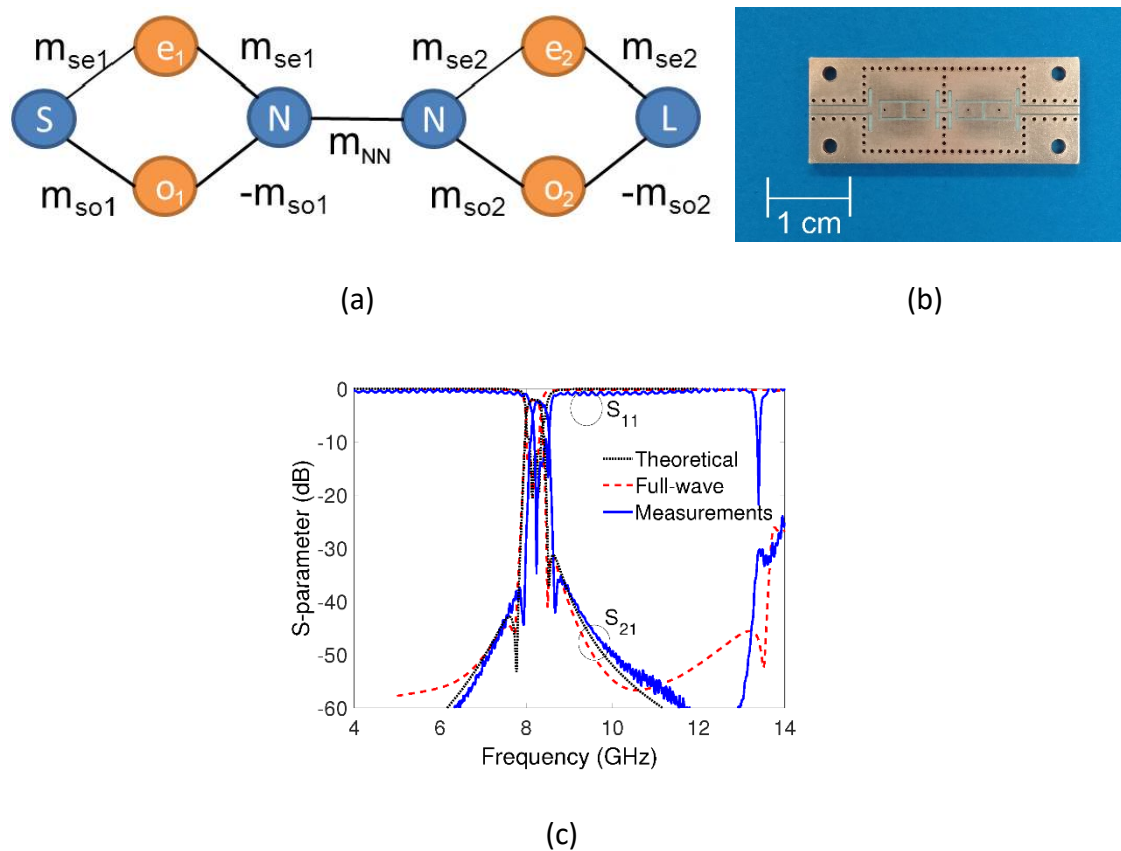 m_se1 e_1 m_se1 m_se2 e_2 m_se2
S N m_NN N L
m_so1 o_1 -m_so1 m_so2 o_2 -m_so2
1 cm
(a)
(b)
0
-10
-20
-30
-40
-50
-60
S-parameter (dB)
S_11
Theoretical
Full-wave
Measurements
S_21
4 6 8 10 12 14
Frequency (GHz)
(c)